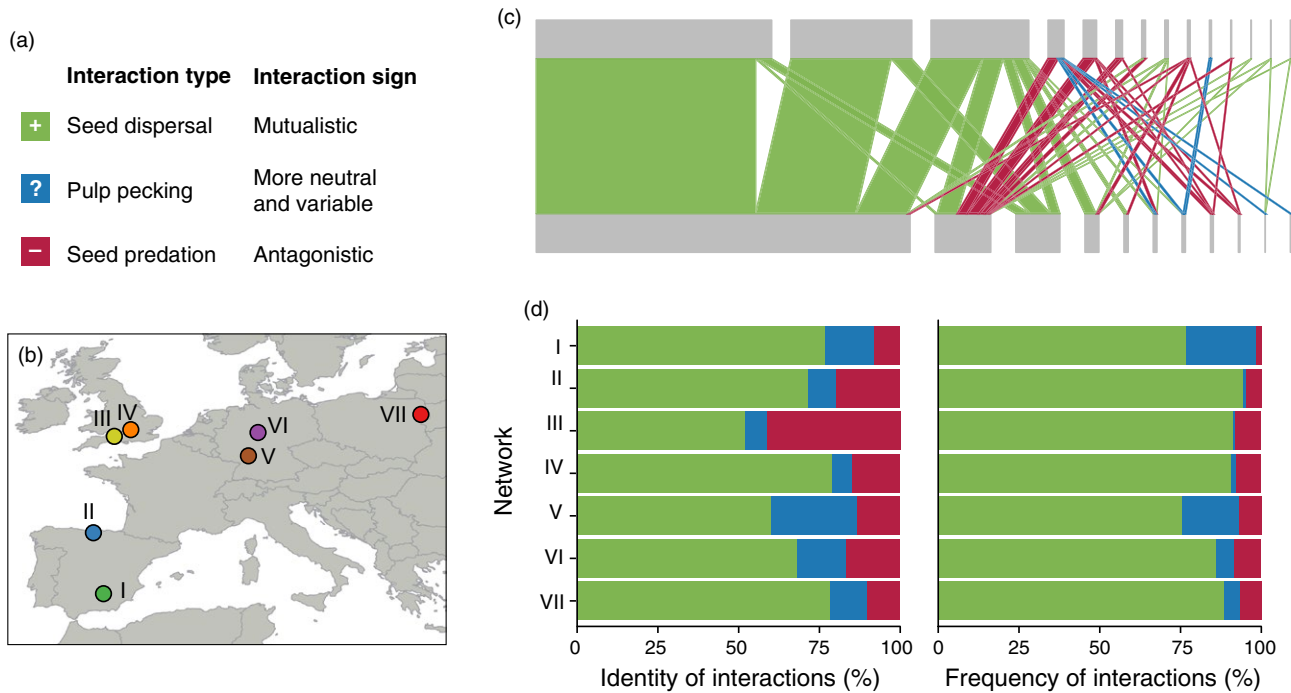 (a)
Interaction type Interaction sign
+ Seed dispersal Mutualistic
? Pulp pecking More neutral
and variable
− Seed predation Antagonistic
(b)
III IV
VII
VI
V
II
I
(c)
(d)
Network
I
II
III
IV
V
VI
VII
0 25 50 75 100
Identity of interactions (%)
0 25 50 75 100
Frequency of interactions (%)